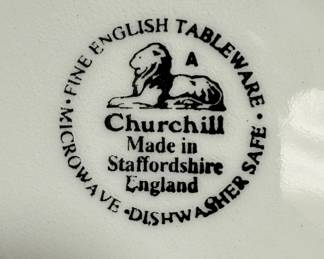 FINE ENGLISH TABLEWARE · MICROWAVE · DISHWASHER SAFE ·
A
Churchill
Made in
Staffordshire
England